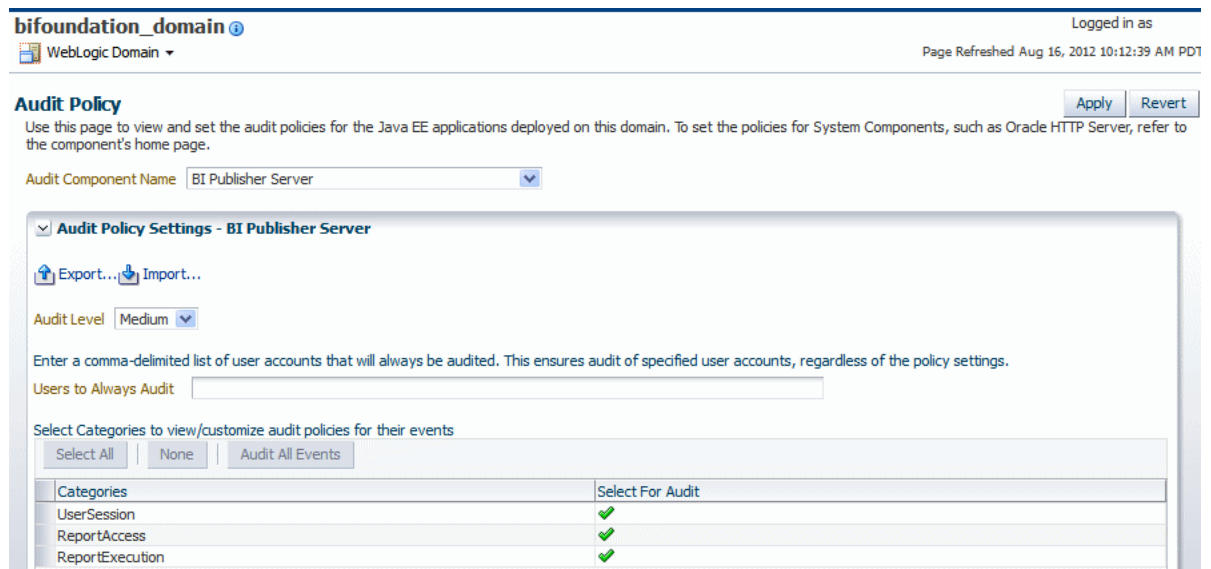 bifoundation_domain
Logged in as
WebLogic Domain
Page Refreshed Aug 16, 2012 10:12:39 AM PDT
Audit Policy
Apply Revert
Use this page to view and set the audit policies for the Java EE applications deployed on this domain. To set the policies for System Components, such as Oracle HTTP Server, refer to
the component's home page.
Audit Component Name BI Publisher Server
Audit Policy Settings - BI Publisher Server
Export... Import...
Audit Level Medium
Enter a comma-delimited list of user accounts that will always be audited. This ensures audit of specified user accounts, regardless of the policy settings.
Users to Always Audit
Select Categories to view/customize audit policies for their events
Select All None Audit All Events
Categories Select For Audit
UserSession
ReportAccess
ReportExecution